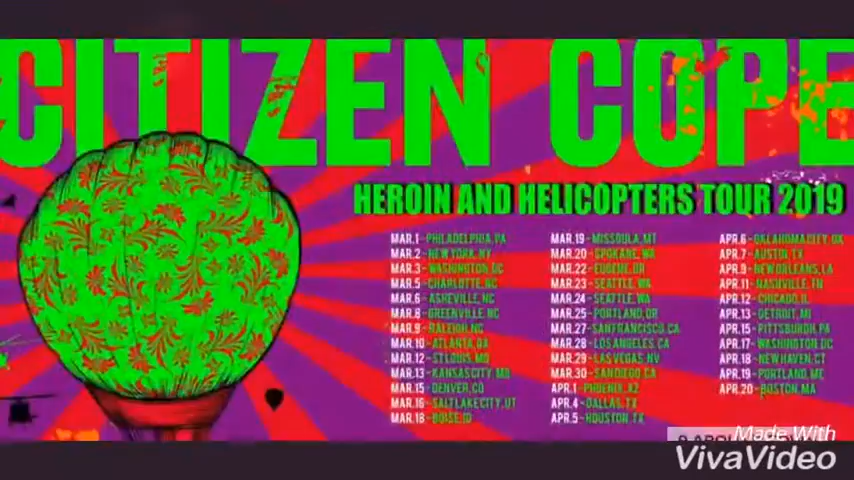 CITIZEN COPE
HEROIN AND HELICOPTERS TOUR 2019
MAR.1-PHILADELPHIA,PA
MAR.2-NEW YORK,NY
MAR.3-WASHINGTON,DC
MAR.5-CHARLOTTE,NC
MAR.6-ASHEVILLE,NC
MAR.8-GREENVILLE,NC
MAR.9-RALEIGH,NC
MAR.10-ATLANTA,GA
MAR.12-ST.LOUIS,MO
MAR.13-KANSAS CITY,MO
MAR.15-DENVER,CO
MAR.16-SALT LAKE CITY,UT
MAR.18-BOISE,ID
MAR.19-MISSOULA,MT
MAR.20-SPOKANE,WA
MAR.22-EUGENE,OR
MAR.23-SEATTLE,WA
MAR.24-SEATTLE,WA
MAR.25-PORTLAND,OR
MAR.27-SAN FRANCISCO,CA
MAR.28-LOS ANGELES,CA
MAR.29-LAS VEGAS,NV
MAR.30-SAN DIEGO,CA
APR.1-PHOENIX,AZ
APR.4-DALLAS,TX
APR.5-HOUSTON,TX
APR.6-OKLAHOMA CITY,OK
APR.7-AUSTIN,TX
APR.9-NEW ORLEANS,LA
APR.11-NASHVILLE,TN
APR.12-CHICAGO,IL
APR.13-DETROIT,MI
APR.15-PITTSBURGH,PA
APR.17-WASHINGTON,DC
APR.18-NEW HAVEN,CT
APR.19-PORTLAND,ME
APR.20-BOSTON,MA
Made With
VivaVideo